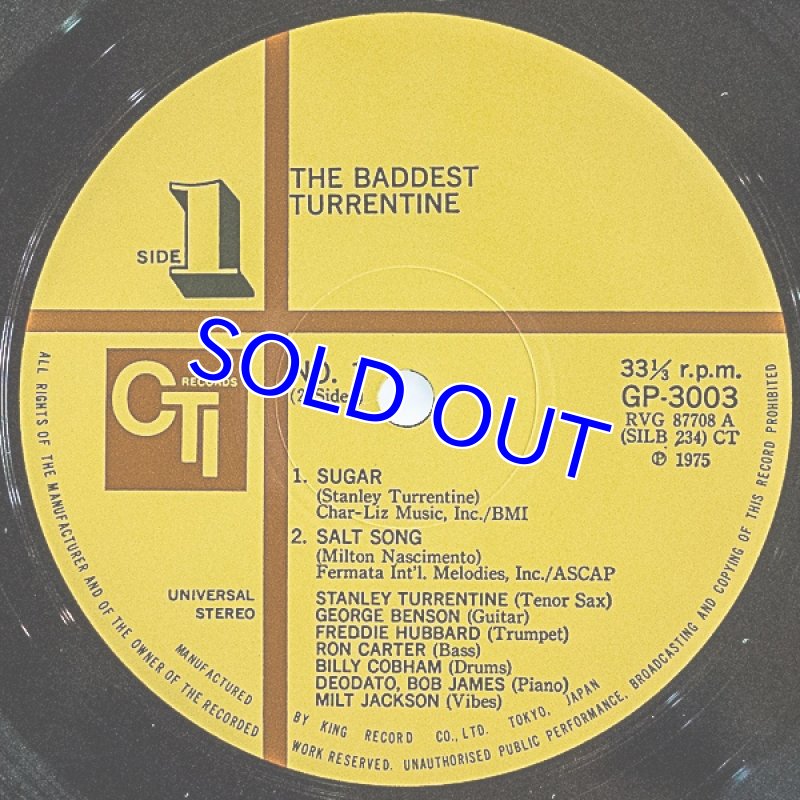 THE BADDEST
TURRENTINE
SIDE 1
CTI
RECORDS
NO.
33⅓ r.p.m.
GP-3003
RVG 87708 A
(SILB 234) CT
℗ 1975
SOLD OUT
1. SUGAR
(Stanley Turrentine)
Char-Liz Music, Inc./BMI
2. SALT SONG
(Milton Nascimento)
Fermata Int'l. Melodies, Inc./ASCAP
UNIVERSAL
STEREO
STANLEY TURRENTINE (Tenor Sax)
GEORGE BENSON (Guitar)
FREDDIE HUBBARD (Trumpet)
RON CARTER (Bass)
BILLY COBHAM (Drums)
DEODATO, BOB JAMES (Piano)
MILT JACKSON (Vibes)
MANUFACTURED BY KING RECORD CO., LTD. TOKYO, JAPAN
ALL RIGHTS OF THE MANUFACTURER AND OF THE OWNER OF THE RECORDED WORK RESERVED. UNAUTHORISED PUBLIC PERFORMANCE, BROADCASTING AND COPYING OF THIS RECORD PROHIBITED